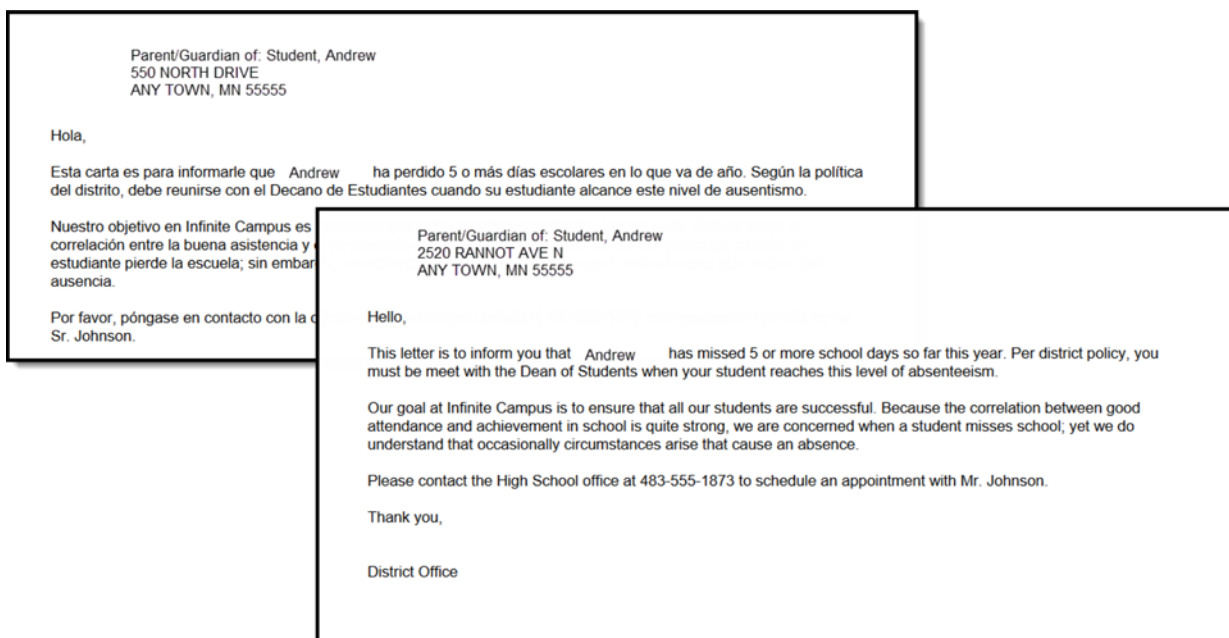 Parent/Guardian of: Student, Andrew
550 NORTH DRIVE
ANY TOWN, MN 55555
Hola,
Esta carta es para informarle que Andrew ha perdido 5 o más días escolares en lo que va de año. Según la política
del distrito, debe reunirse con el Decano de Estudiantes cuando su estudiante alcance este nivel de ausentismo.
Nuestro objetivo en Infinite Campus es
correlación entre la buena asistencia y
estudiante pierde la escuela; sin
ausencia.
Por favor, póngase en contacto con la
Sr. Johnson.
Parent/Guardian of: Student, Andrew
2520 RANNOT AVE N
ANY TOWN, MN 55555
Hello,
This letter is to inform you that Andrew has missed 5 or more school days so far this year. Per district policy, you
must be meet with the Dean of Students when your student reaches this level of absenteeism.
Our goal at Infinite Campus is to ensure that all our students are successful. Because the correlation between good
attendance and achievement in school is quite strong, we are concerned when a student misses school; yet we do
understand that occasionally circumstances arise that cause an absence.
Please contact the High School office at 483-555-1873 to schedule an appointment with Mr. Johnson.
Thank you,
District Office